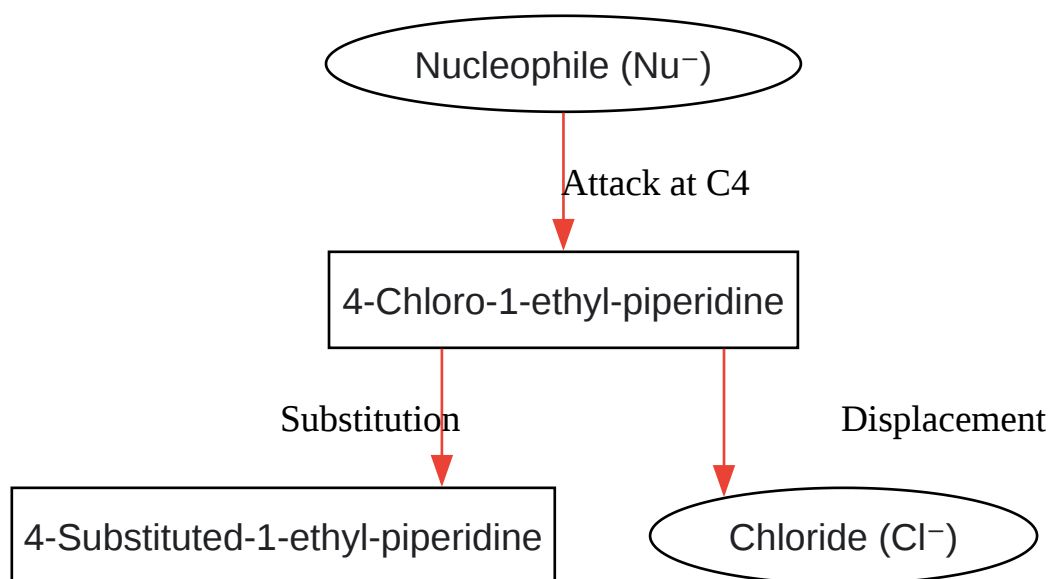 Nucleophile (Nu⁻)
Attack at C4
4-Chloro-1-ethyl-piperidine
Substitution
Displacement
4-Substituted-1-ethyl-piperidine
Chloride (Cl⁻)